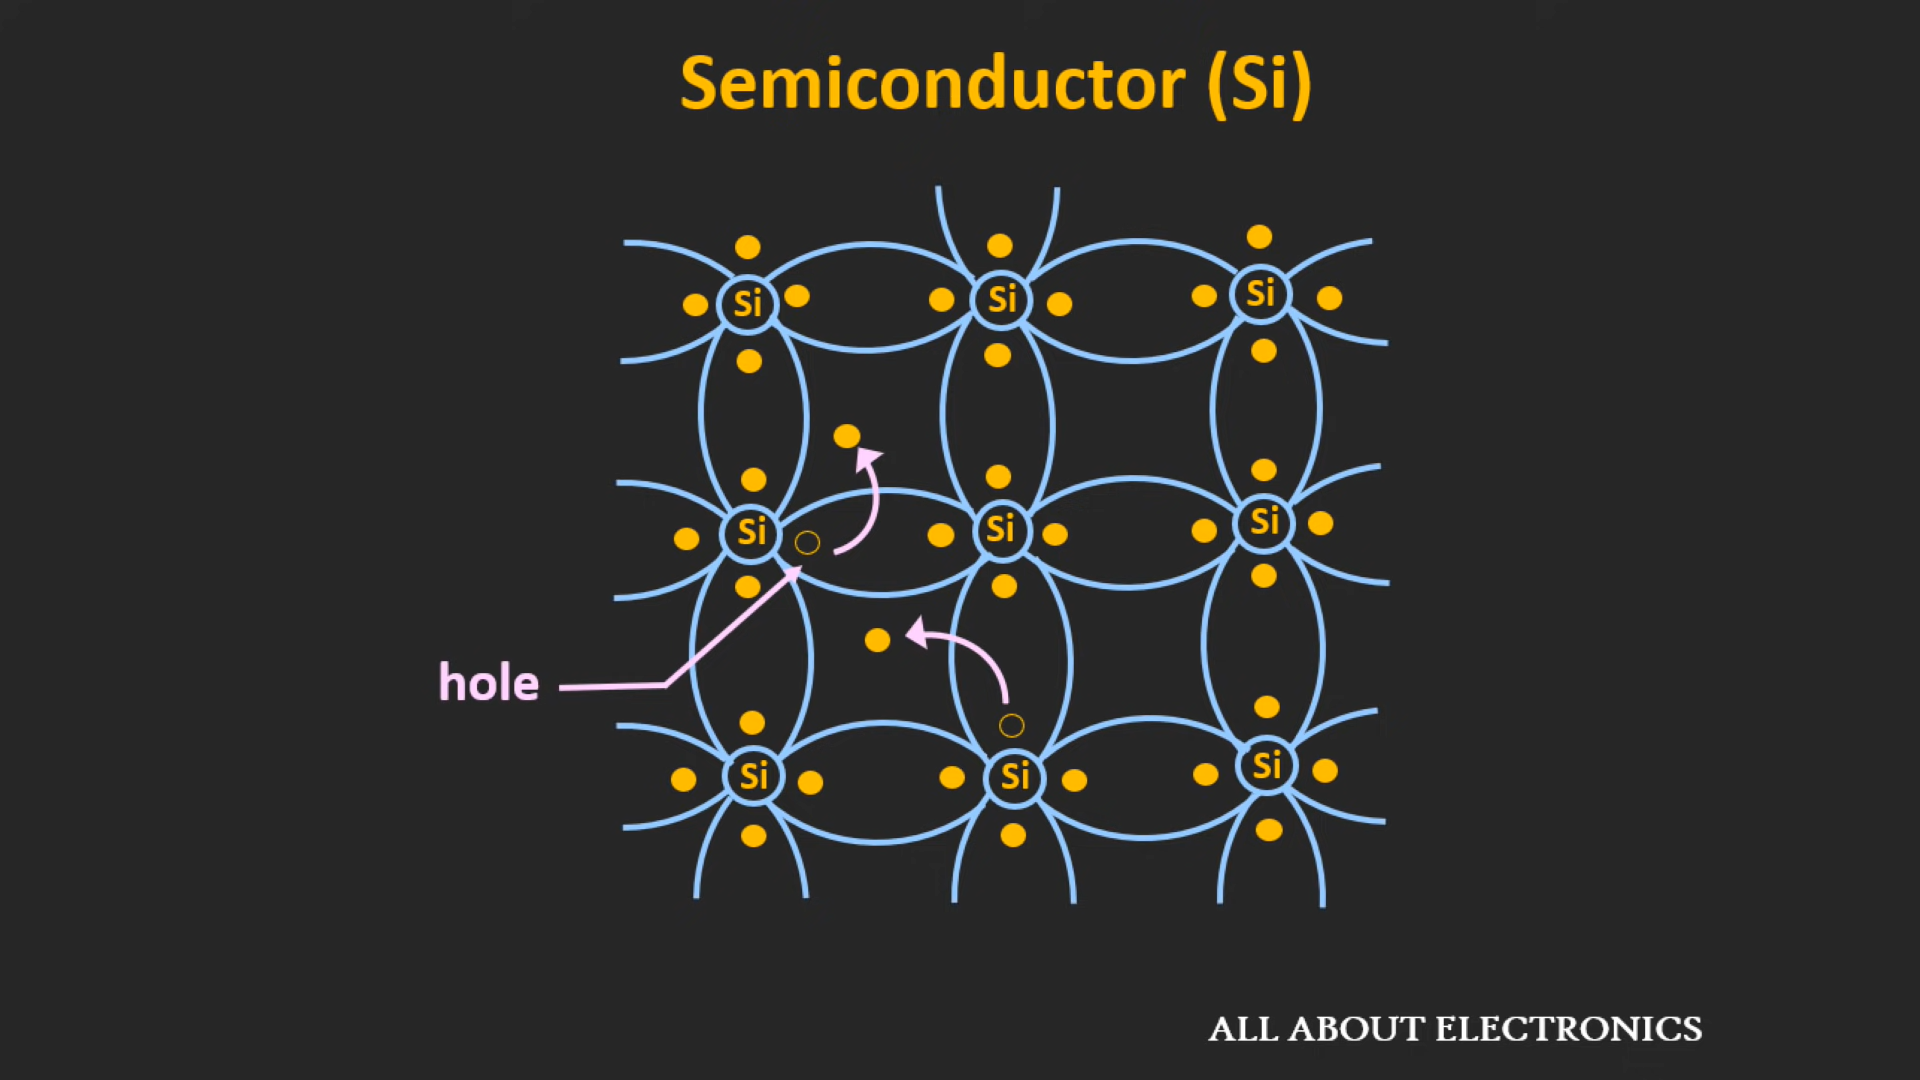 Semiconductor (Si)
Si Si Si
Si Si Si
hole
Si Si Si
ALL ABOUT ELECTRONICS